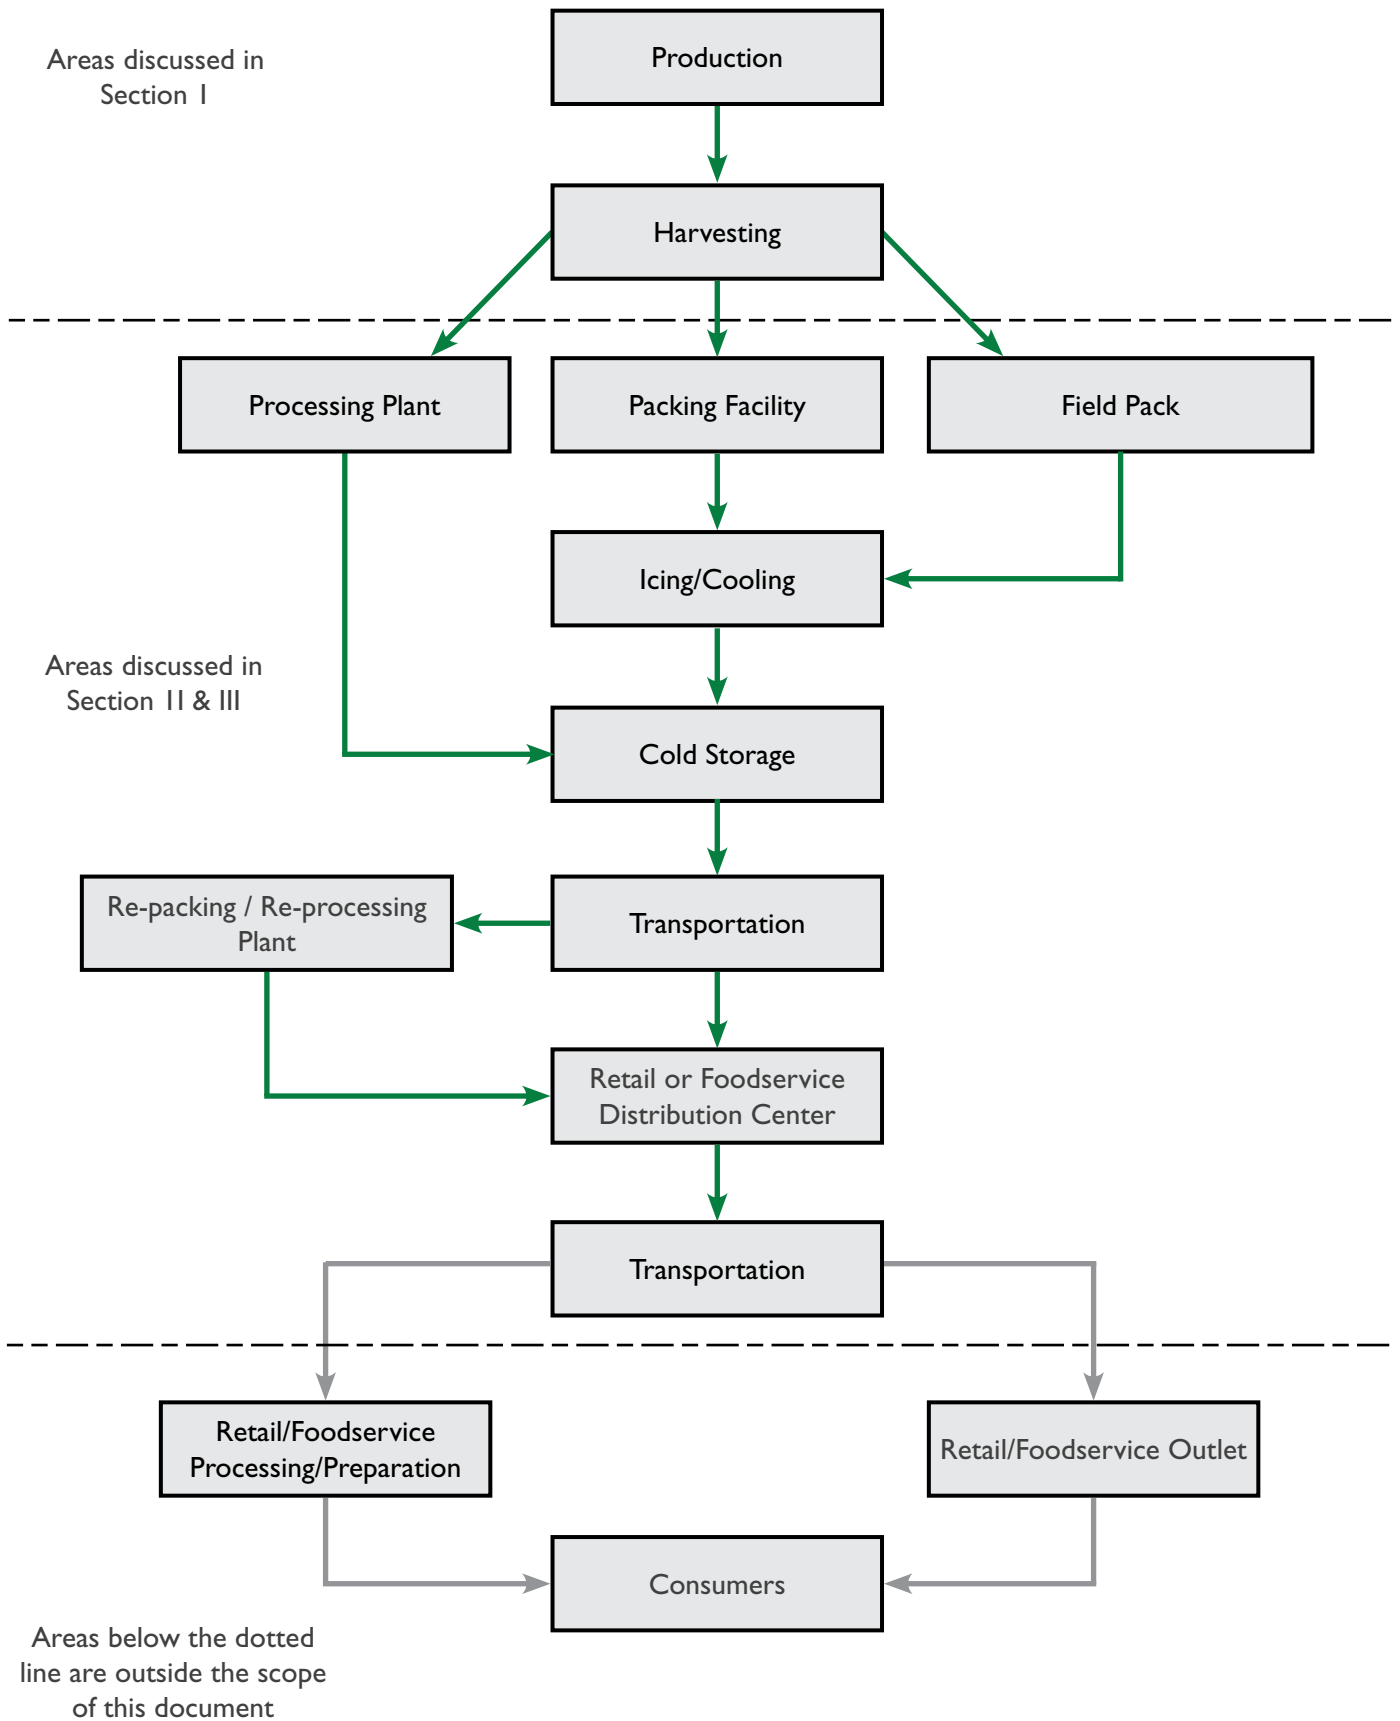 Areas discussed in
Section 1
Production
Harvesting
Processing Plant
Packing Facility
Field Pack
Icing/Cooling
Areas discussed in
Section 1I & III
Cold Storage
Re-packing / Re-processing
Plant
Transportation
Retail or Foodservice
Distribution Center
Transportation
Retail/Foodservice
Processing/Preparation
Retail/Foodservice Outlet
Consumers
Areas below the dotted
line are outside the scope
of this document